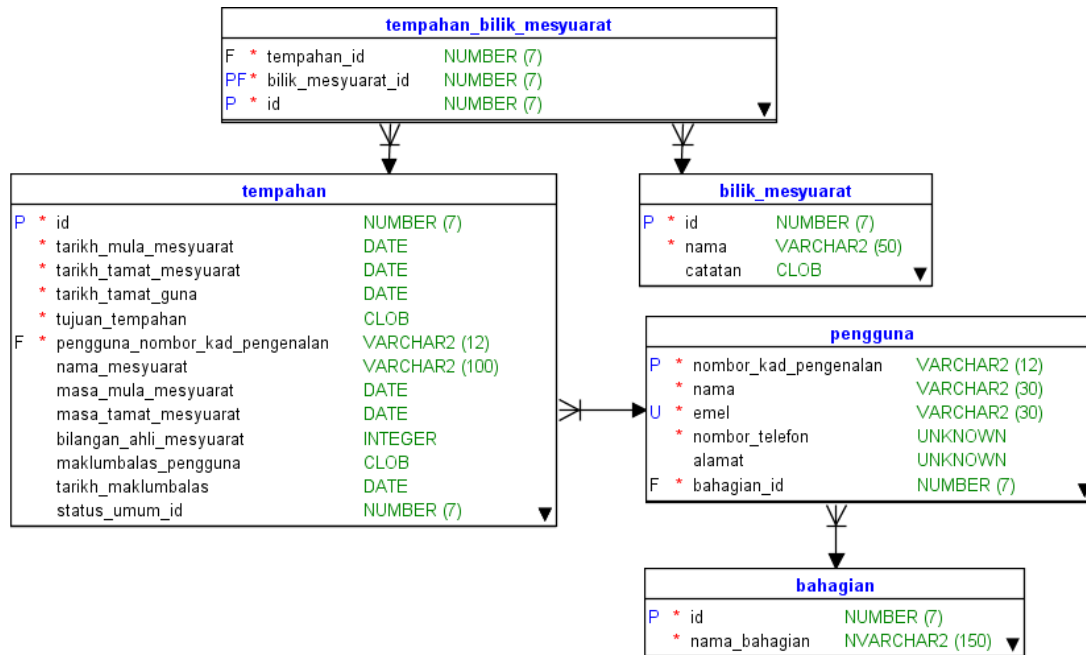 tempahan_bilik_mesyuarat
F * tempahan_id NUMBER (7)
PF * bilik_mesyuarat_id NUMBER (7)
P * id NUMBER (7)
tempahan
P * id NUMBER (7)
* tarikh_mula_mesyuarat DATE
* tarikh_tamat_mesyuarat DATE
* tarikh_tamat_guna DATE
* tujuan_tempahan CLOB
F * pengguna_nombor_kad_pengenalan VARCHAR2 (12)
nama_mesyuarat VARCHAR2 (100)
masa_mula_mesyuarat DATE
masa_tamat_mesyuarat DATE
bilangan_ahli_mesyuarat INTEGER
maklumbalas_pengguna CLOB
tarikh_maklumbalas DATE
status_umum_id NUMBER (7)
bilik_mesyuarat
P * id NUMBER (7)
* nama VARCHAR2 (50)
catatan CLOB
pengguna
P * nombor_kad_pengenalan VARCHAR2 (12)
* nama VARCHAR2 (30)
U * emel VARCHAR2 (30)
* nombor_telefon UNKNOWN
alamat UNKNOWN
F * bahagian_id NUMBER (7)
bahagian
P * id NUMBER (7)
* nama_bahagian NVARCHAR2 (150)